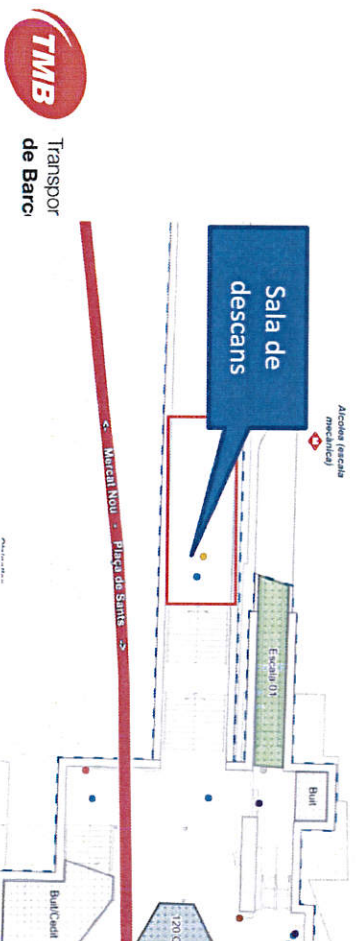 TMB
Transpor
de Barc
Sala de
descans
Alcoles (escala
mecànica)
< Mercat Nou · Plaça de Sants >
Escala 01
Buit
Buit/Cedit